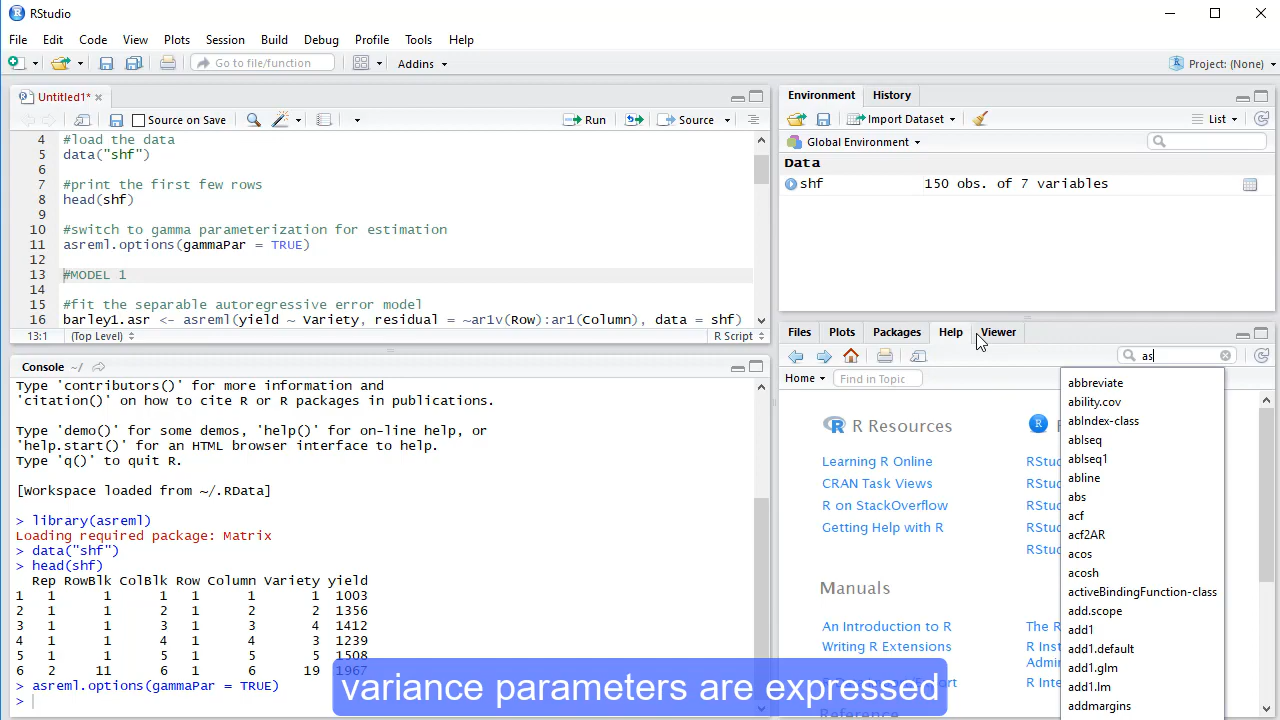 RStudio
File Edit Code View Plots Session Build Debug Profile Tools Help
Go to file/function Addins Project: (None)
Untitled1*
Source on Save Run Source
4 #load the data
5 data("shf")
6
7 #print the first few rows
8 head(shf)
9
10 #switch to gamma parameterization for estimation
11 asreml.options(gammaPar = TRUE)
12
13 #MODEL 1
14
15 #fit the separable autoregressive error model
16 barley1.asr <- asreml(yield ~ Variety, residual = ~ar1v(Row):ar1(Column), data = shf)
13:1 (Top Level) R Script
Console ~/
Type 'contributors()' for more information and
'citation()' on how to cite R or R packages in publications.
Type 'demo()' for some demos, 'help()' for on-line help, or
'help.start()' for an HTML browser interface to help.
Type 'q()' to quit R.
[Workspace loaded from ~/.RData]
> library(asreml)
Loading required package: Matrix
> data("shf")
> head(shf)
Rep RowBlk ColBlk Row Column Variety yield
1 1 1 1 1 1 1 1003
2 1 1 2 1 2 2 1356
3 1 1 3 1 3 4 1412
4 1 1 4 1 4 3 1239
5 1 1 5 1 5 5 1508
6 2 11 6 1 6 19 1967
> asreml.options(gammaPar = TRUE)
>
Environment History
Import Dataset List
Global Environment
Data
shf 150 obs. of 7 variables
Files Plots Packages Help Viewer
as
Home Find in Topic
R Resources
Learning R Online RStu
CRAN Task Views RStu
R on StackOverflow RStu
Getting Help with R RStu
RStu
Manuals
An Introduction to R The R
Writing R Extensions R Inst
Admi
R Inte
Reference
abbreviate
ability.cov
abIndex-class
ablseq
ablseq1
abline
abs
acf
acf2AR
acos
acosh
activeBindingFunction-class
add.scope
add1
add1.default
add1.glm
add1.lm
addmargins
variance parameters are expressed